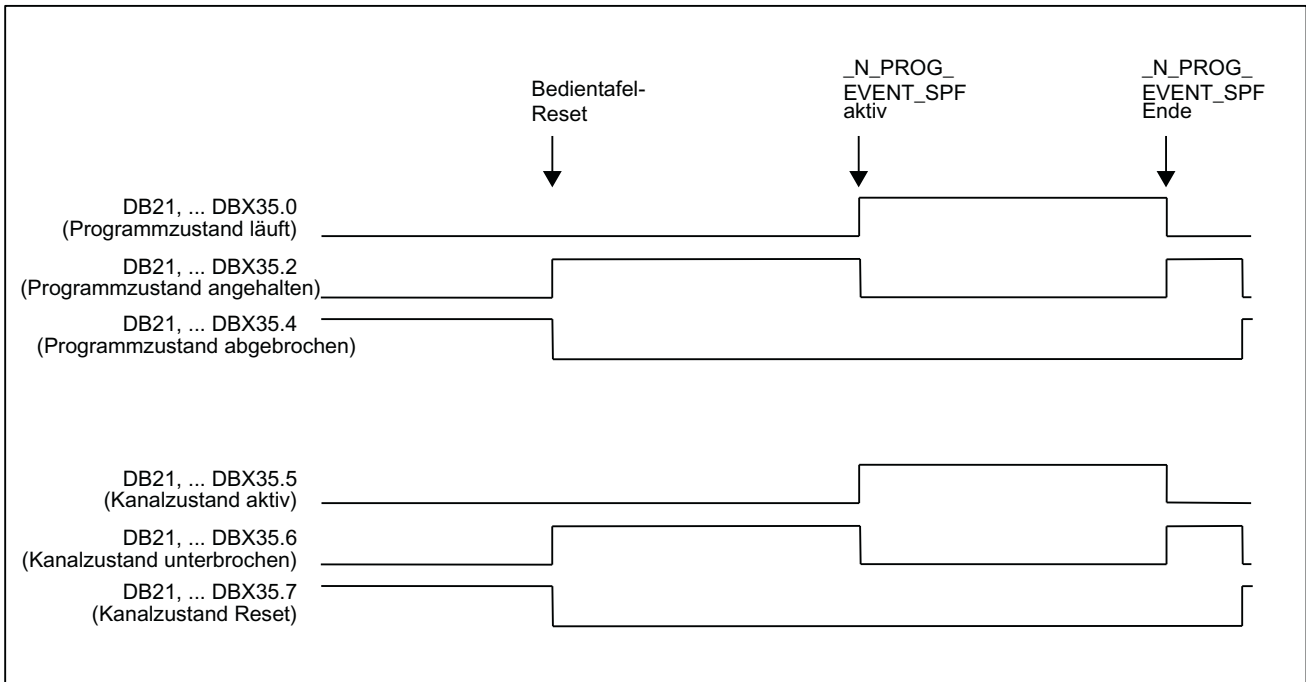 Bedientafel-
Reset
_N_PROG_
EVENT_SPF
aktiv
_N_PROG_
EVENT_SPF
Ende
DB21, ... DBX35.0
(Programmzustand läuft)
DB21, ... DBX35.2
(Programmzustand angehalten)
DB21, ... DBX35.4
(Programmzustand abgebrochen)
DB21, ... DBX35.5
(Kanalzustand aktiv)
DB21, ... DBX35.6
(Kanalzustand unterbrochen)
DB21, ... DBX35.7
(Kanalzustand Reset)